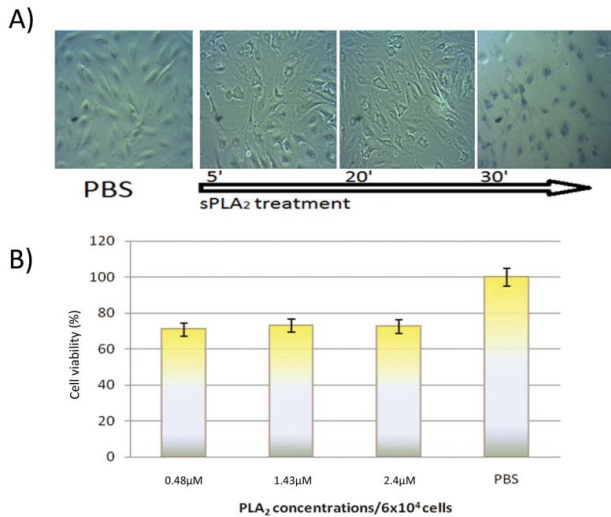 A)
PBS
5' 20' 30'
sPLA₂ treatment
B)
Cell viability (%)
120
100
80
60
40
20
0
0.48µM 1.43µM 2.4µM PBS
PLA₂ concentrations/6x10⁴ cells